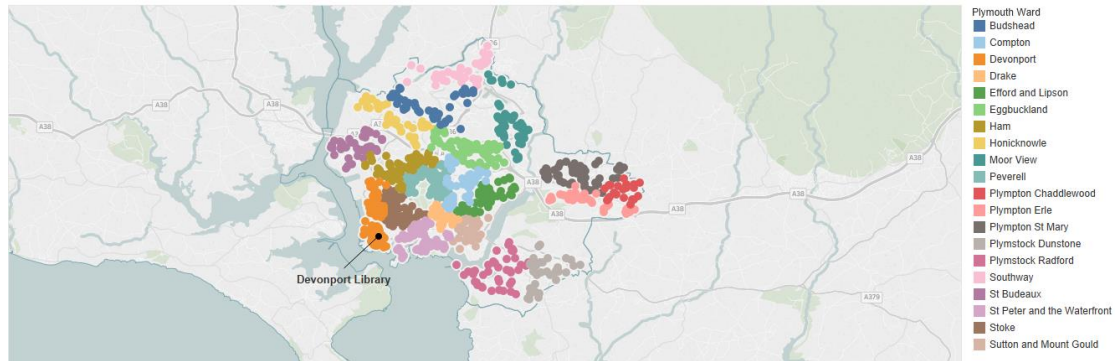 Plymouth Ward
Budshead
Compton
Devonport
Drake
Efford and Lipson
Eggbuckland
Ham
Honicknowle
Moor View
Peverell
Plympton Chaddlewood
Plympton Erle
Plympton St Mary
Plymstock Dunstone
Plymstock Radford
Southway
St Budeaux
St Peter and the Waterfront
Stoke
Sutton and Mount Gould
A38
A38
A38
A38
A38
A38
A38
A38
A379
Devonport Library